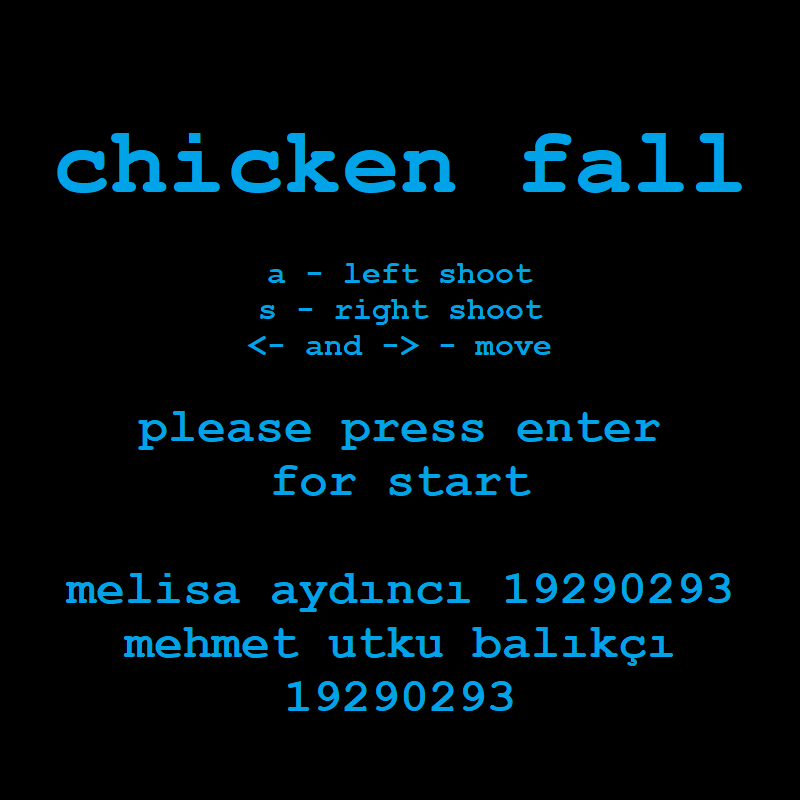 chicken fall
a - left shoot
s - right shoot
<- and -> - move
please press enter
for start
melisa aydıncı 19290293
mehmet utku balıkçı
19290293